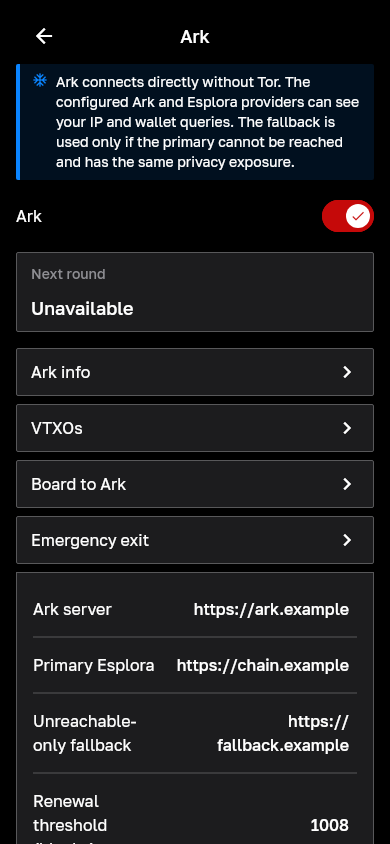 Ark
Ark connects directly without Tor. The
configured Ark and Esplora providers can see
your IP and wallet queries. The fallback is
used only if the primary cannot be reached
and has the same privacy exposure.
Ark
Next round
Unavailable
Ark info
VTXOs
Board to Ark
Emergency exit
Ark server https://ark.example
Primary Esplora https://chain.example
Unreachable- https://
only fallback fallback.example
Renewal
threshold 1008